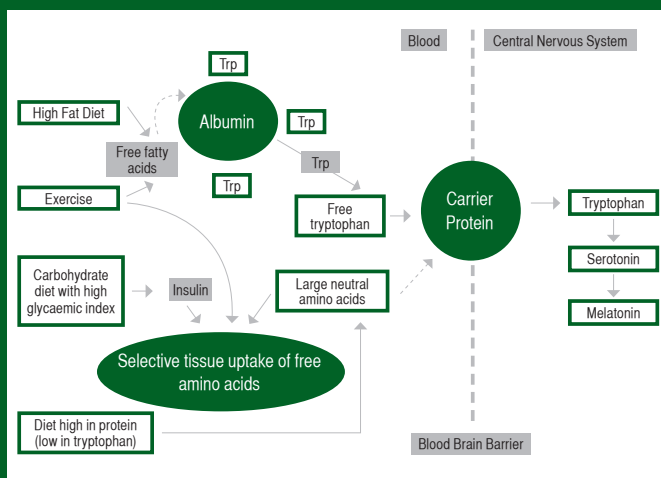 Blood
Central Nervous System
Trp
High Fat Diet
Albumin
Trp
Free fatty
acids
Trp
Trp
Exercise
Free
tryptophan
Carrier
Protein
Tryptophan
Carbohydrate
diet with high
glycaemic index
Insulin
Large neutral
amino acids
Serotonin
Melatonin
Selective tissue uptake of free
amino acids
Diet high in protein
(low in tryptophan)
Blood Brain Barrier